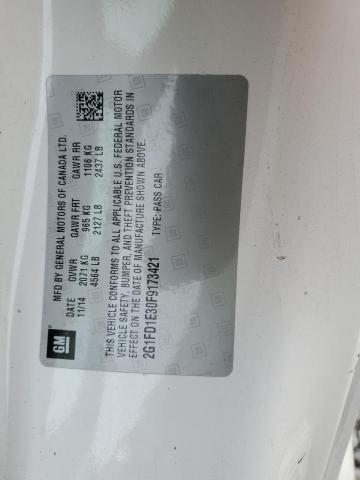 GM
MFD BY GENERAL MOTORS OF CANADA LTD.
DATE GVWR GAWR FRT GAWR RR
11/14 2071 KG 965 KG 1106 KG
4564 LB 2127 LB 2437 LB
THIS VEHICLE CONFORMS TO ALL APPLICABLE U.S. FEDERAL MOTOR
VEHICLE SAFETY, BUMPER, AND THEFT PREVENTION STANDARDS IN
EFFECT ON THE DATE OF MANUFACTURE SHOWN ABOVE.
2G1FD1E30F9173421 TYPE: PASS CAR